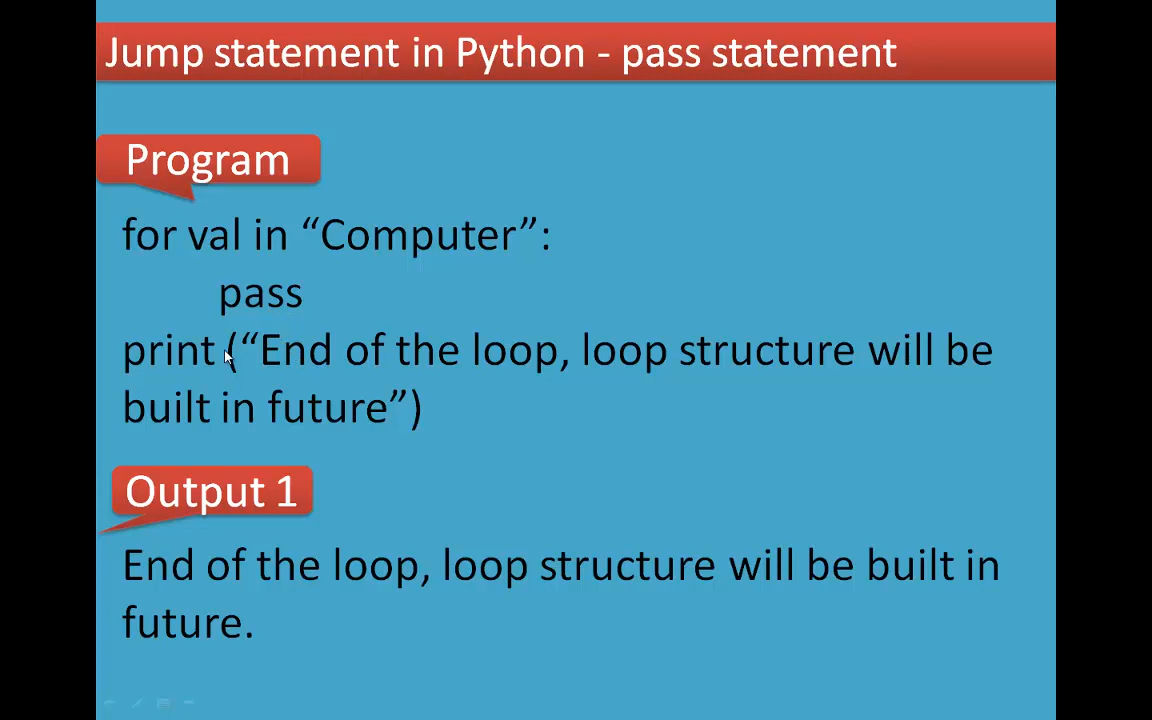 Jump statement in Python - pass statement
Program
for val in “Computer”:
pass
print (“End of the loop, loop structure will be
built in future”)
Output 1
End of the loop, loop structure will be built in
future.